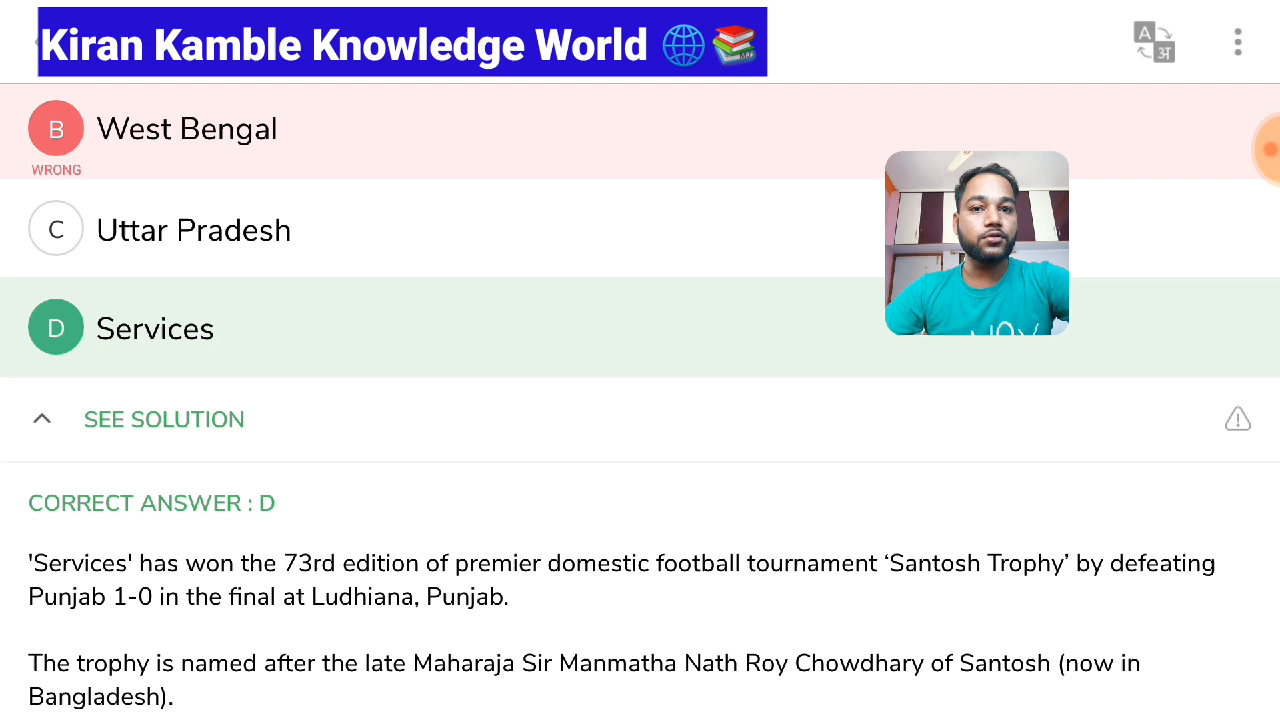 Kiran Kamble Knowledge World
A अ
B West Bengal
WRONG
C Uttar Pradesh
D Services
SEE SOLUTION
CORRECT ANSWER : D
'Services' has won the 73rd edition of premier domestic football tournament ‘Santosh Trophy’ by defeating
Punjab 1-0 in the final at Ludhiana, Punjab.
The trophy is named after the late Maharaja Sir Manmatha Nath Roy Chowdhary of Santosh (now in
Bangladesh).